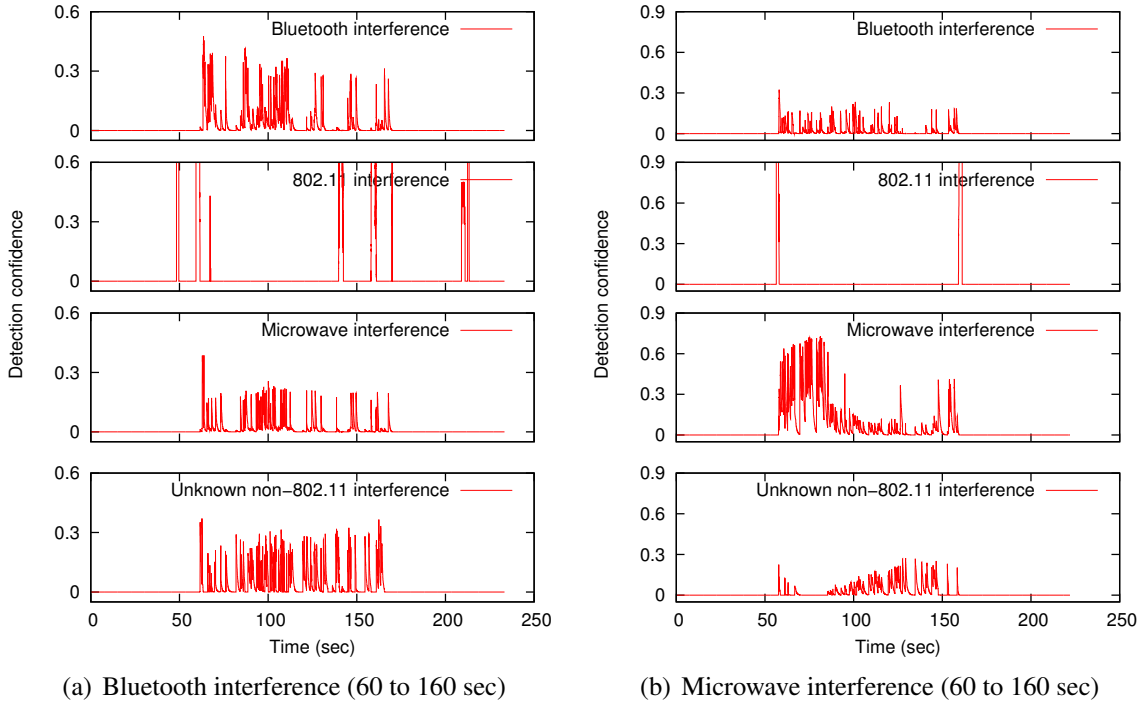 Detection confidence
0.6
0.3
0
Bluetooth interference
0.6
0.3
0
802.11 interference
0.6
0.3
0
Microwave interference
0.6
0.3
0
Unknown non−802.11 interference
0 50 100 150 200 250
Time (sec)
(a) Bluetooth interference (60 to 160 sec)
Detection confidence
0.9
0.6
0.3
0
Bluetooth interference
0.9
0.6
0.3
0
802.11 interference
0.9
0.6
0.3
0
Microwave interference
0.9
0.6
0.3
0
Unknown non−802.11 interference
0 50 100 150 200 250
Time (sec)
(b) Microwave interference (60 to 160 sec)